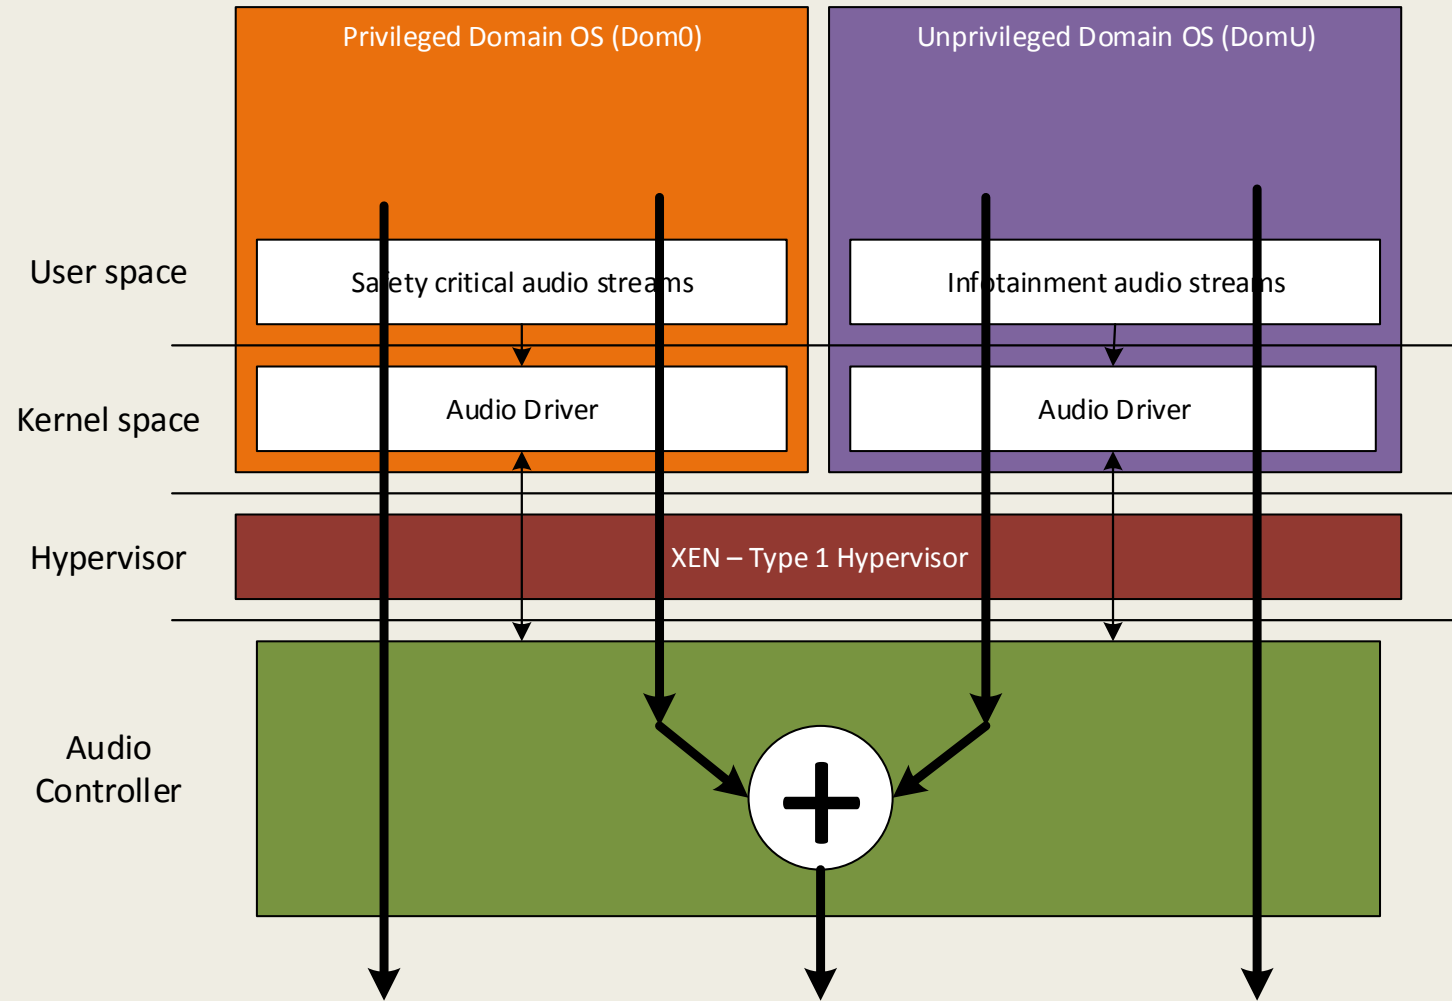 Privileged Domain OS (Dom0)
Unprivileged Domain OS (DomU)
User space
Safety critical audio streams
Infotainment audio streams
Kernel space
Audio Driver
Audio Driver
Hypervisor
XEN – Type 1 Hypervisor
Audio
Controller